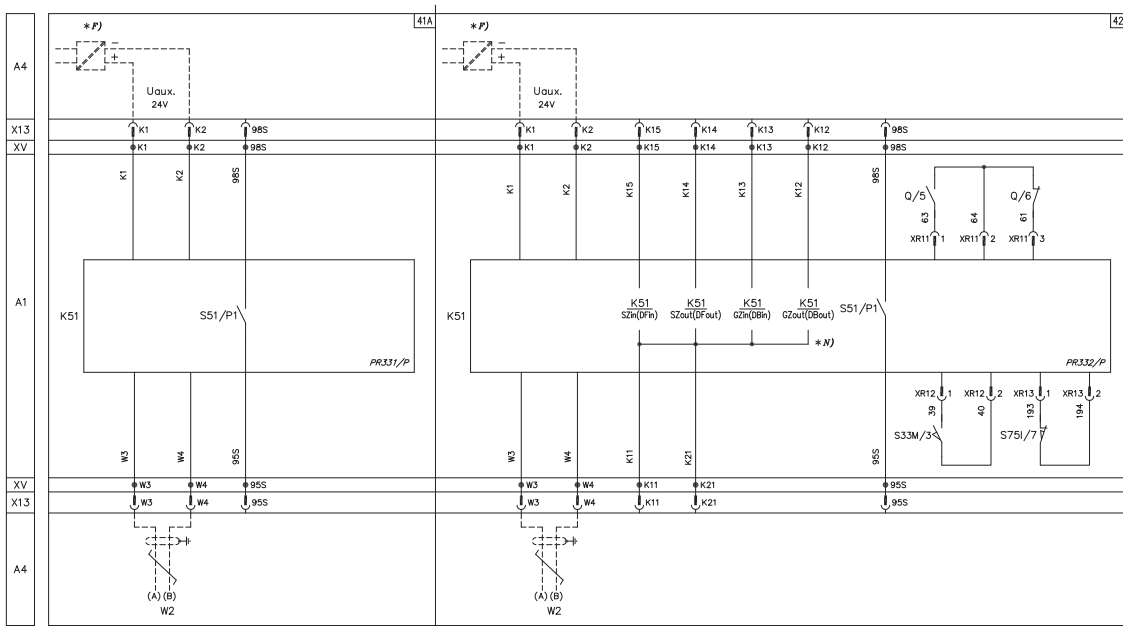 *F) 41A *F) 42
A4
− −
+ +
Uaux. Uaux.
24V 24V
X13 K1 K2 98S K1 K2 K15 K14 K13 K12 98S
XV K1 K2 98S K1 K2 K15 K14 K13 K12 98S
K1 K2 98S K1 K2 K15 K14 K13 K12 98S
Q/5 Q/6
63 64 61
XR11 1 XR11 2 XR11 3
A1
K51 S51/P1 K51 K51 K51 K51 K51 S51/P1
SZin(DFin) SZout(DFout) GZin(DBin) GZout(DBout)
*N)
PR331/P PR332/P
XR12 1 XR12 2 XR13 1 XR13 2
39 40 193 194
S33M/3 S75I/7
W3 W4 95S W3 W4 K11 K21 95S
XV W3 W4 95S W3 W4 K11 K21 95S
X13 W3 W4 95S W3 W4 K11 K21 95S
A4
(A) (B) (A) (B)
W2 W2